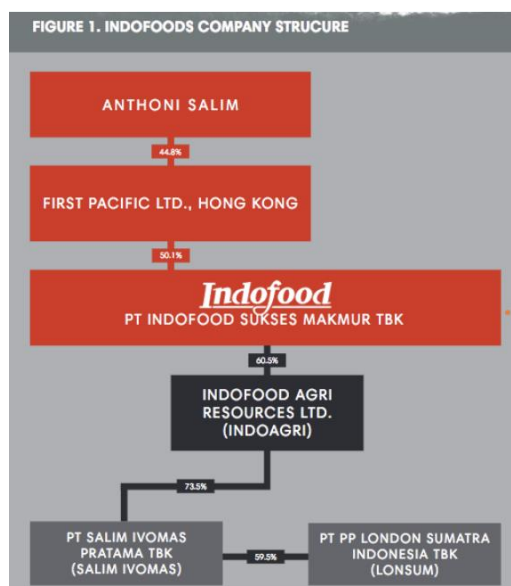 FIGURE 1. INDOFOODS COMPANY STRUCURE
ANTHONI SALIM
44.8%
FIRST PACIFIC LTD., HONG KONG
50.1%
Indofood
PT INDOFOOD SUKSES MAKMUR TBK
60.5%
INDOFOOD AGRI
RESOURCES LTD.
(INDOAGRI)
73.5%
PT SALIM IVOMAS
PRATAMA TBK
(SALIM IVOMAS)
59.5%
PT PP LONDON SUMATRA
INDONESIA TBK
(LONSUM)